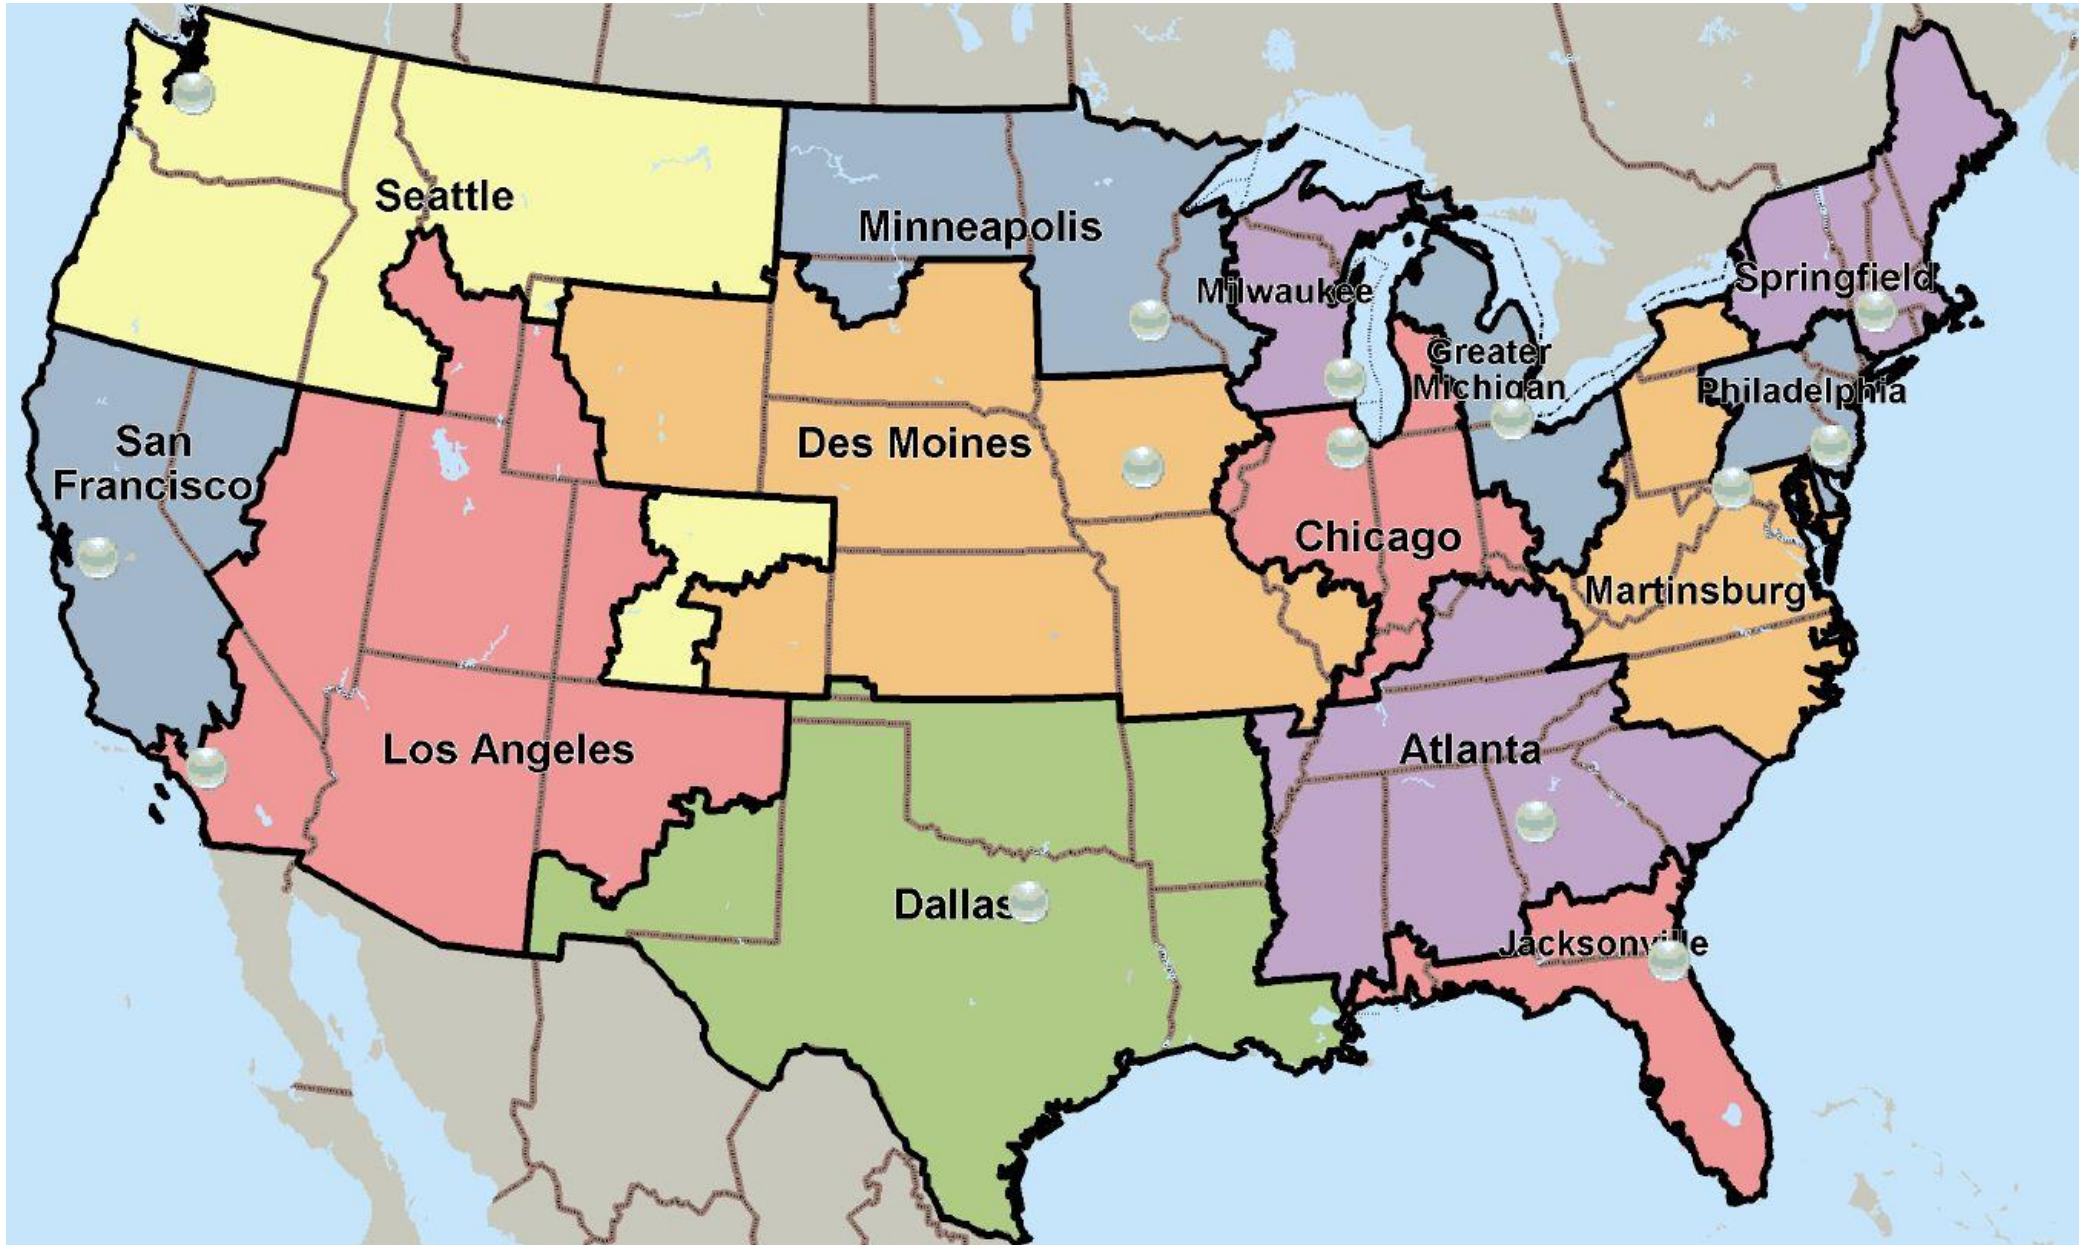 Seattle
Minneapolis
Milwaukee
Springfield
Greater
Michigan
Philadelphia
San
Francisco
Des Moines
Chicago
Martinsburg
Los Angeles
Atlanta
Dallas
Jacksonville